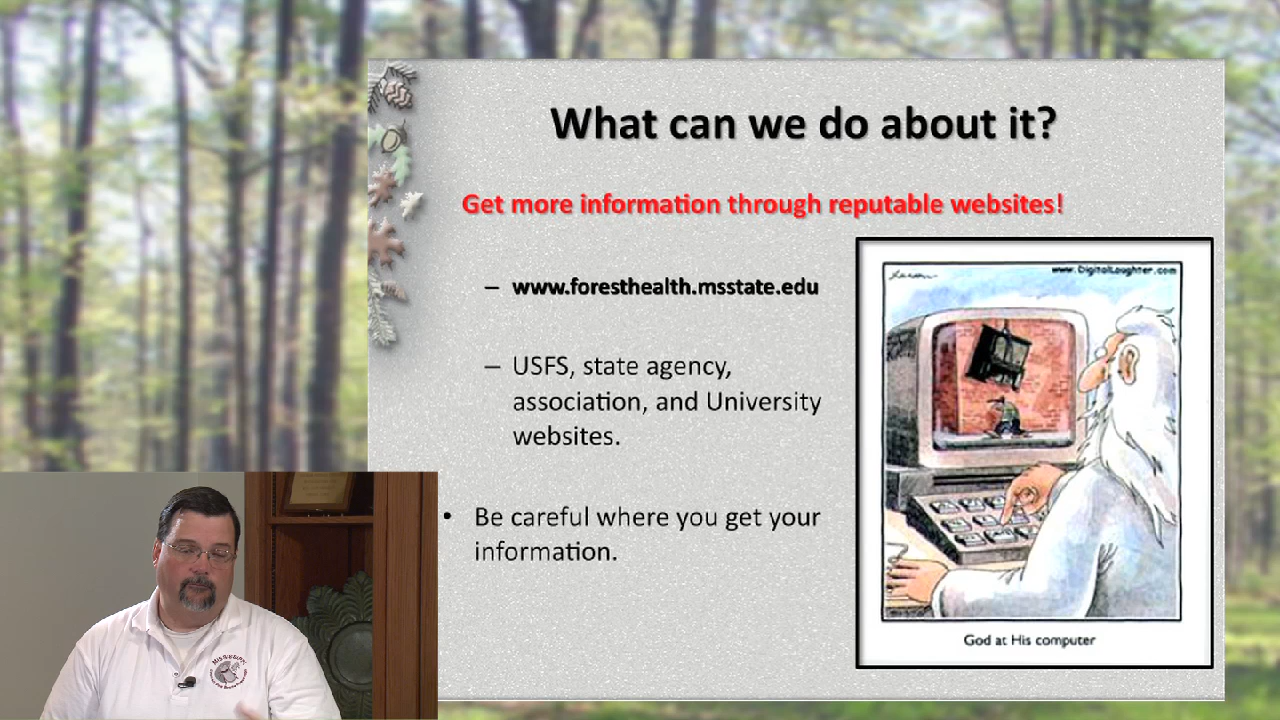 What can we do about it?
Get more information through reputable websites!
– www.foresthealth.msstate.edu
– USFS, state agency,
association, and University
websites.
• Be careful where you get your
information.
www.DigitalLaughter.com
God at His computer
MISSISSIPPI